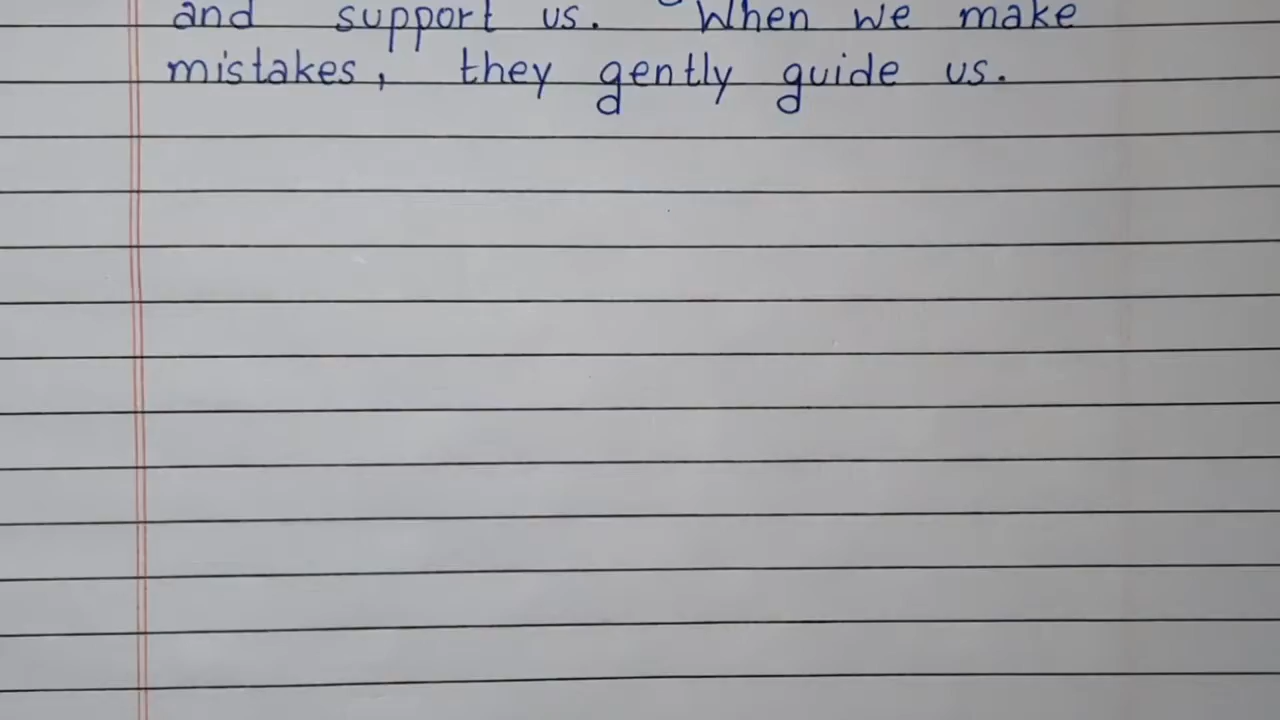 and support us. When we make
mistakes, they gently guide us.